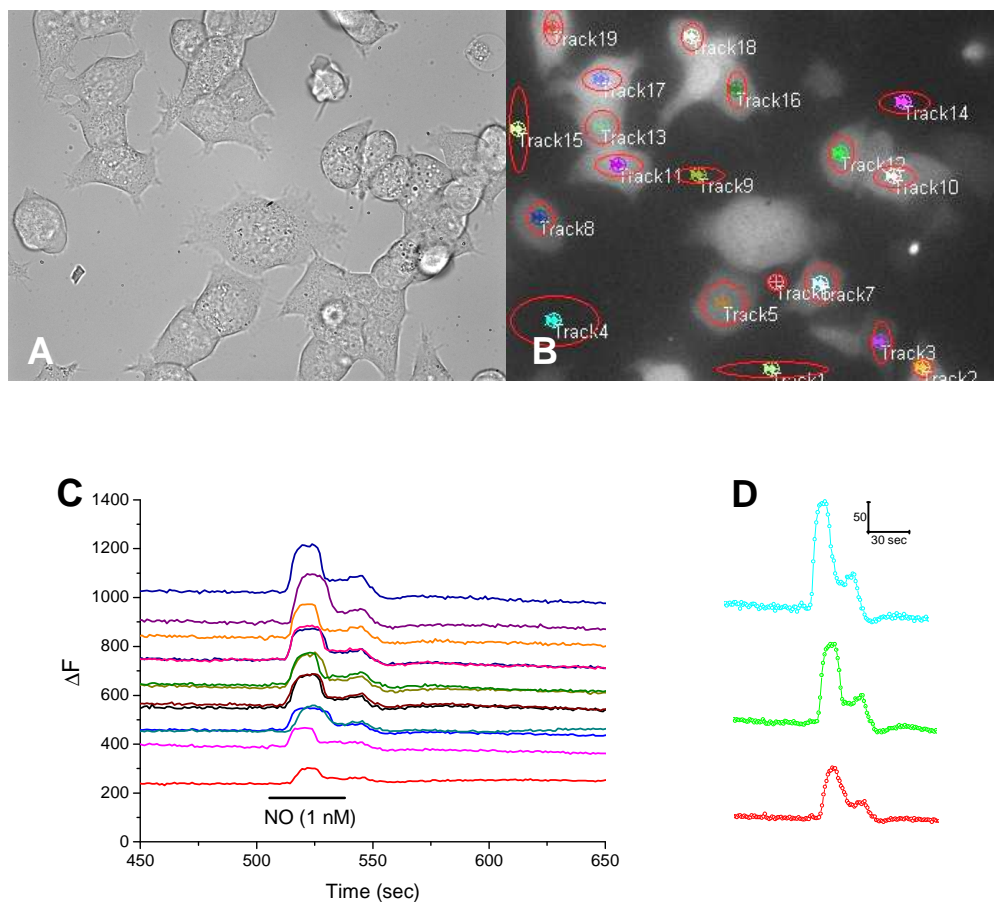 A
B
Track19
Track18
Track17
Track16
Track14
Track15
Track13
Track12
Track11
Track9
Track10
Track8
Track7
Track5
Track4
Track3
Track1
Track2
C
1400
1200
1000
800
600
400
200
0
ΔF
NO (1 nM)
450
500
550
600
650
Time (sec)
D
50
30 sec